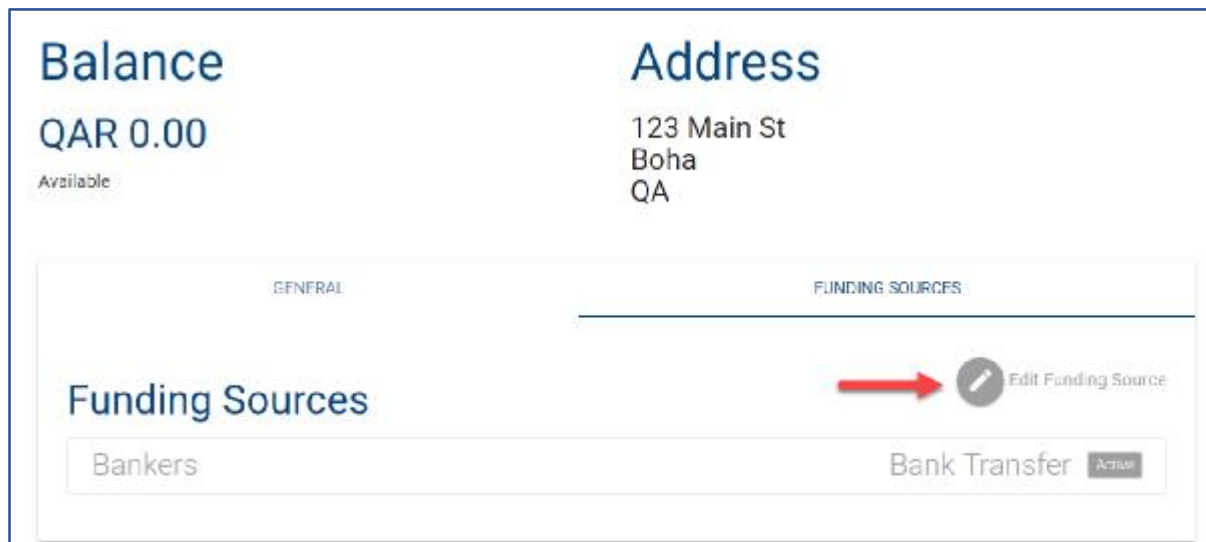 Balance
QAR 0.00
Available
Address
123 Main St
Boha
QA
GENERAL
FUNDING SOURCES
Edit Funding Source
Funding Sources
Bankers
Bank Transfer
Active